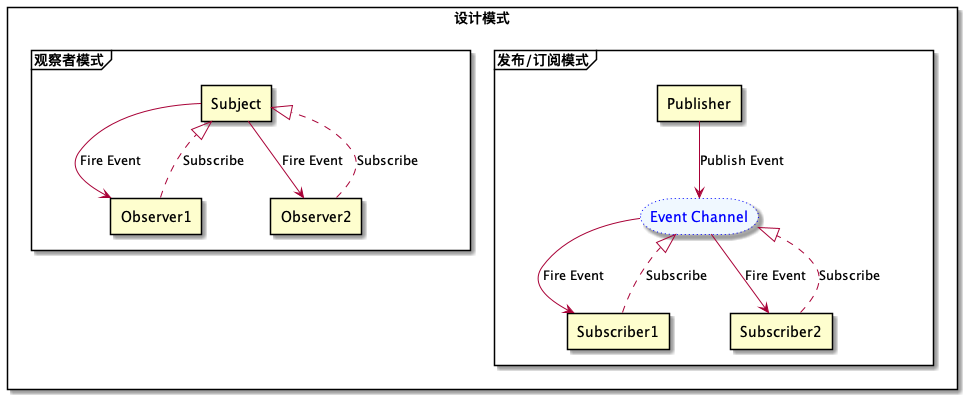 设计模式
观察者模式
Subject
Fire Event
Subscribe
Fire Event
Subscribe
Observer1
Observer2
发布/订阅模式
Publisher
Publish Event
Event Channel
Fire Event
Subscribe
Fire Event
Subscribe
Subscriber1
Subscriber2